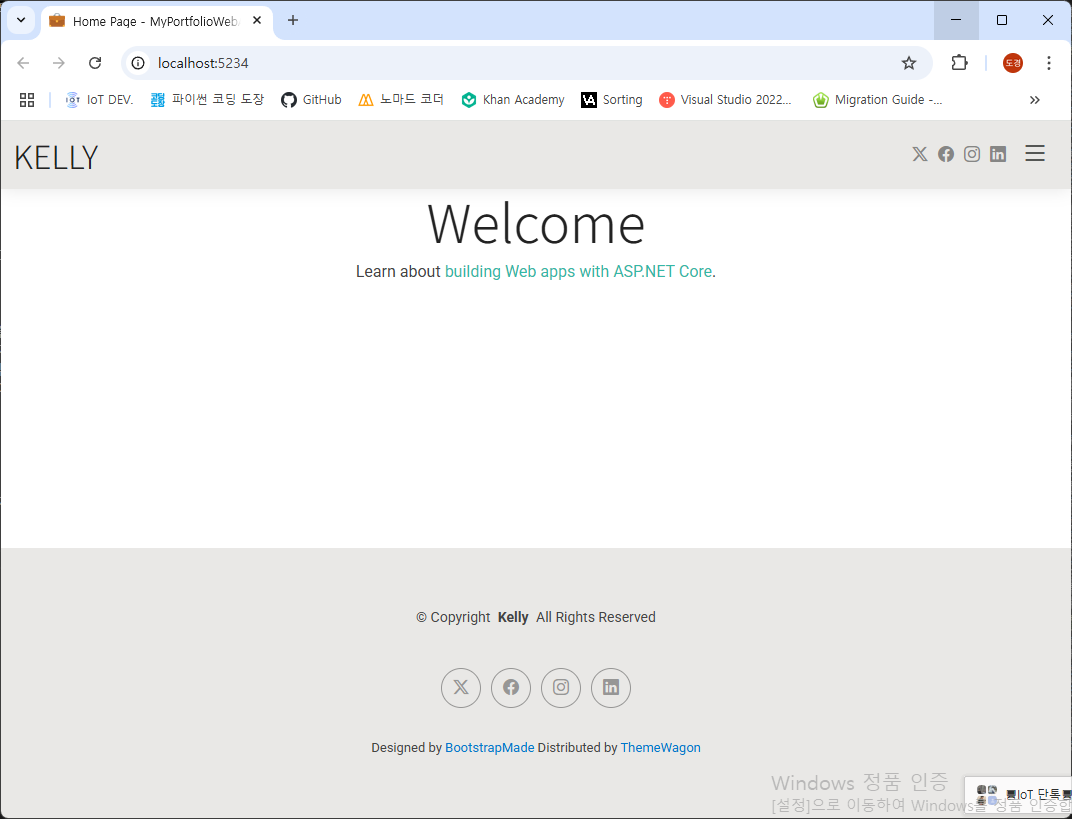 Home Page - MyPortfolioWeb
localhost:5234
도경
IoT DEV.
파이썬 코딩 도장
GitHub
노마드 코더
Khan Academy
Sorting
Visual Studio 2022...
Migration Guide -...
KELLY
Welcome
Learn about building Web apps with ASP.NET Core.
© Copyright Kelly All Rights Reserved
Designed by BootstrapMade Distributed by ThemeWagon
Windows 정품 인증
[설정]으로 이동하여 Windows를 정품 인증합
IoT 단톡